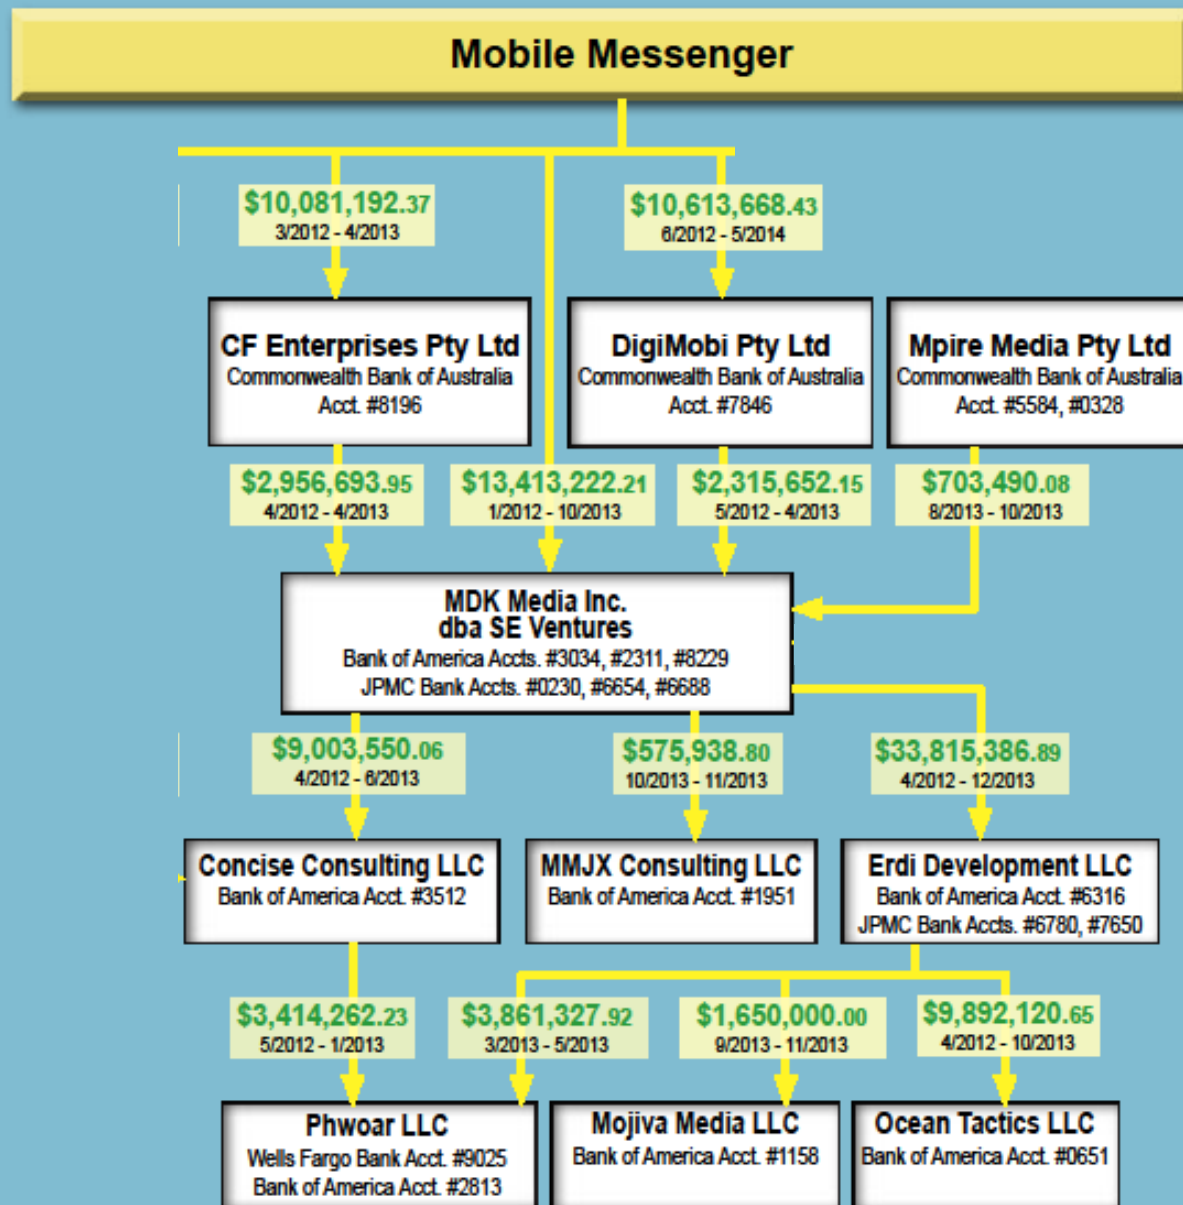 Mobile Messenger
$10,081,192.37
3/2012 - 4/2013
$10,613,668.43
6/2012 - 5/2014
CF Enterprises Pty Ltd
Commonwealth Bank of Australia
Acct. #8196
DigiMobi Pty Ltd
Commonwealth Bank of Australia
Acct. #7846
Mpire Media Pty Ltd
Commonwealth Bank of Australia
Acct. #5584, #0328
$2,956,693.95
4/2012 - 4/2013
$13,413,222.21
1/2012 - 10/2013
$2,315,652.15
5/2012 - 4/2013
$703,490.08
8/2013 - 10/2013
MDK Media Inc.
dba SE Ventures
Bank of America Accts. #3034, #2311, #8229
JPMC Bank Accts. #0230, #6654, #6688
$9,003,550.06
4/2012 - 6/2013
$575,938.80
10/2013 - 11/2013
$33,815,386.89
4/2012 - 12/2013
Concise Consulting LLC
Bank of America Acct. #3512
MMJX Consulting LLC
Bank of America Acct. #1951
Erdi Development LLC
Bank of America Acct. #6316
JPMC Bank Accts. #6780, #7650
$3,414,262.23
5/2012 - 1/2013
$3,861,327.92
3/2013 - 5/2013
$1,650,000.00
9/2013 - 11/2013
$9,892,120.65
4/2012 - 10/2013
Phwoar LLC
Wells Fargo Bank Acct. #9025
Bank of America Acct. #2813
Mojiva Media LLC
Bank of America Acct. #1158
Ocean Tactics LLC
Bank of America Acct. #0651